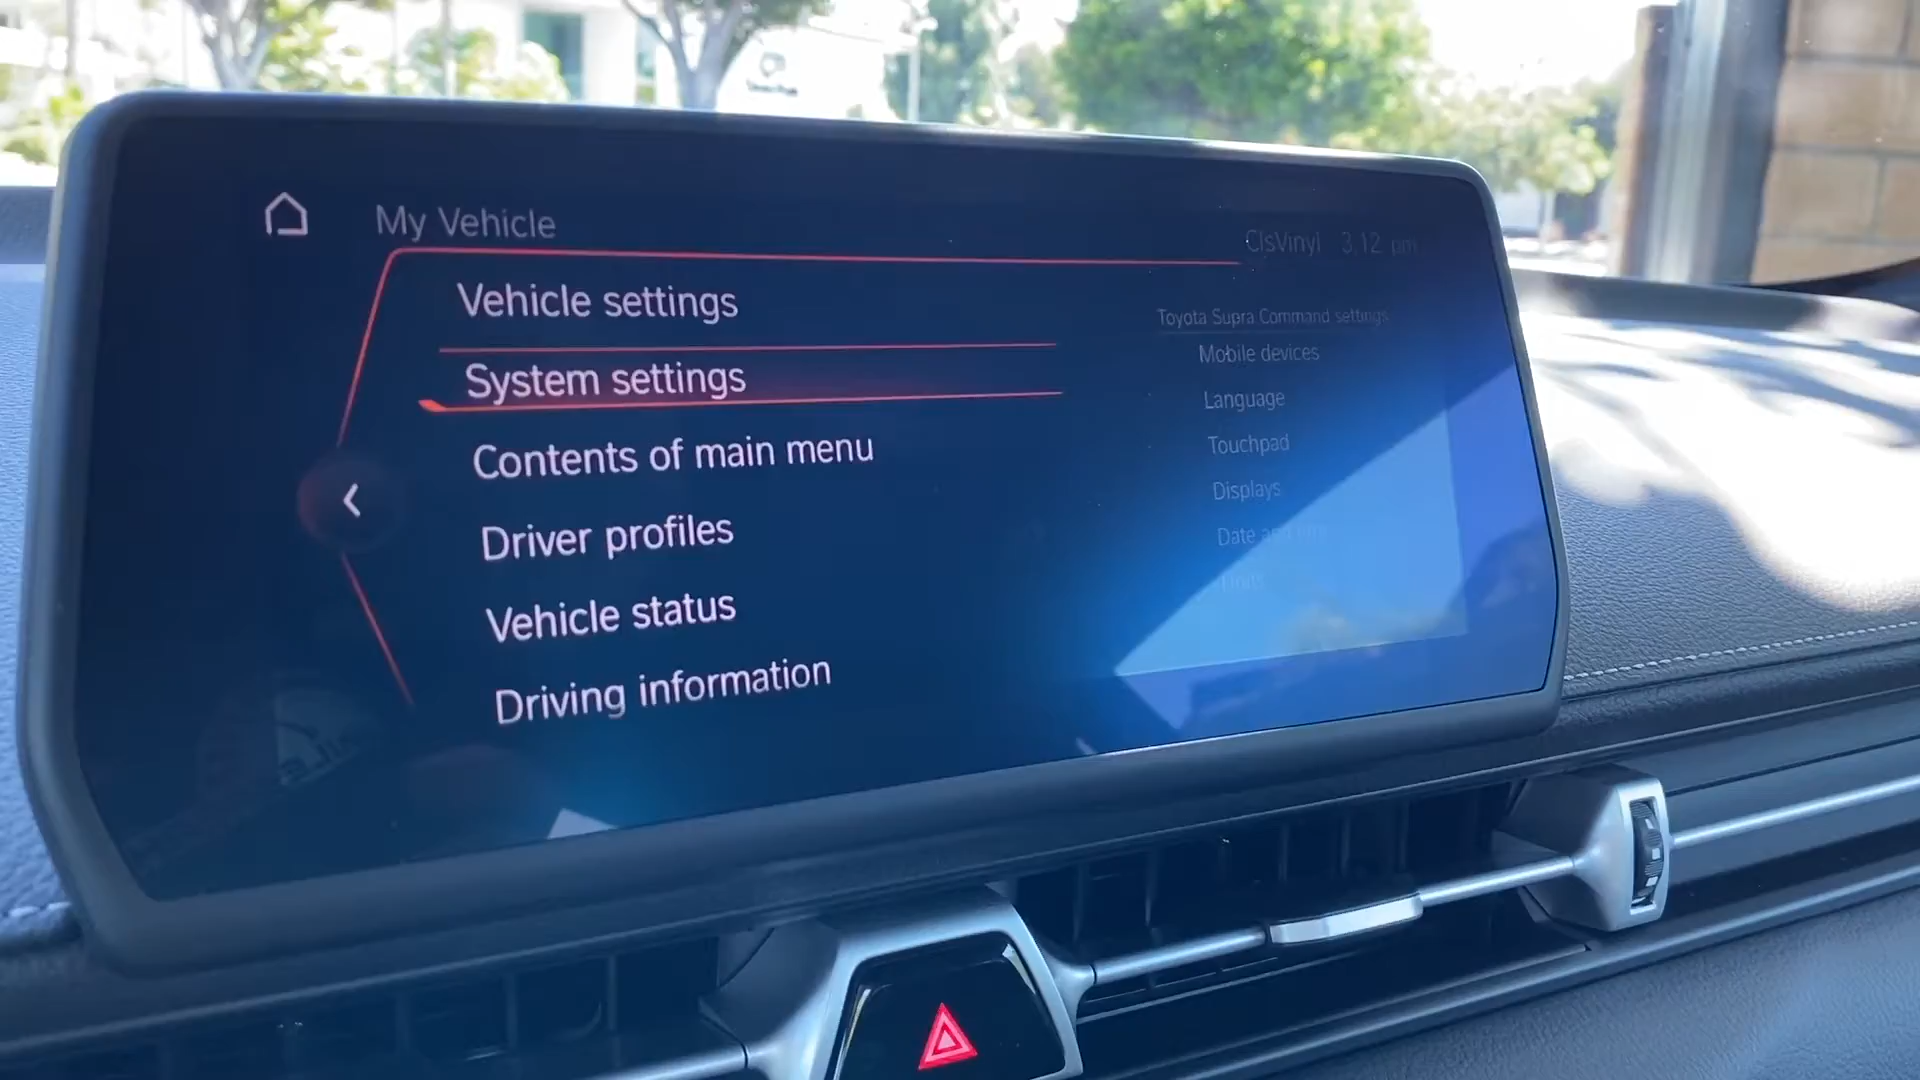 My Vehicle
ClsVinyl 3:12 pm
Vehicle settings
System settings
Contents of main menu
Driver profiles
Vehicle status
Driving information
Toyota Supra Command settings
Mobile devices
Language
Touchpad
Displays
Date and time
Units